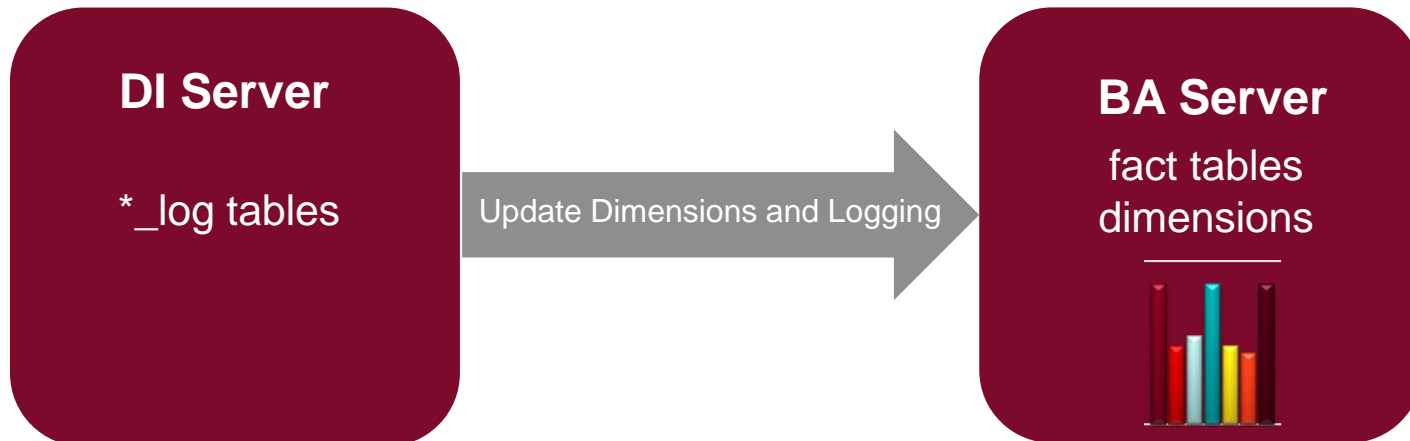 DI Server
*_log tables
Update Dimensions and Logging
BA Server
fact tables
dimensions